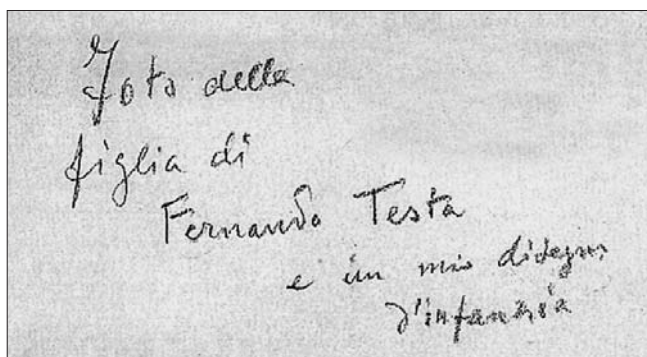 Foto della
figlia di
Fernando Testa
e un mio disegno
d'infanzia